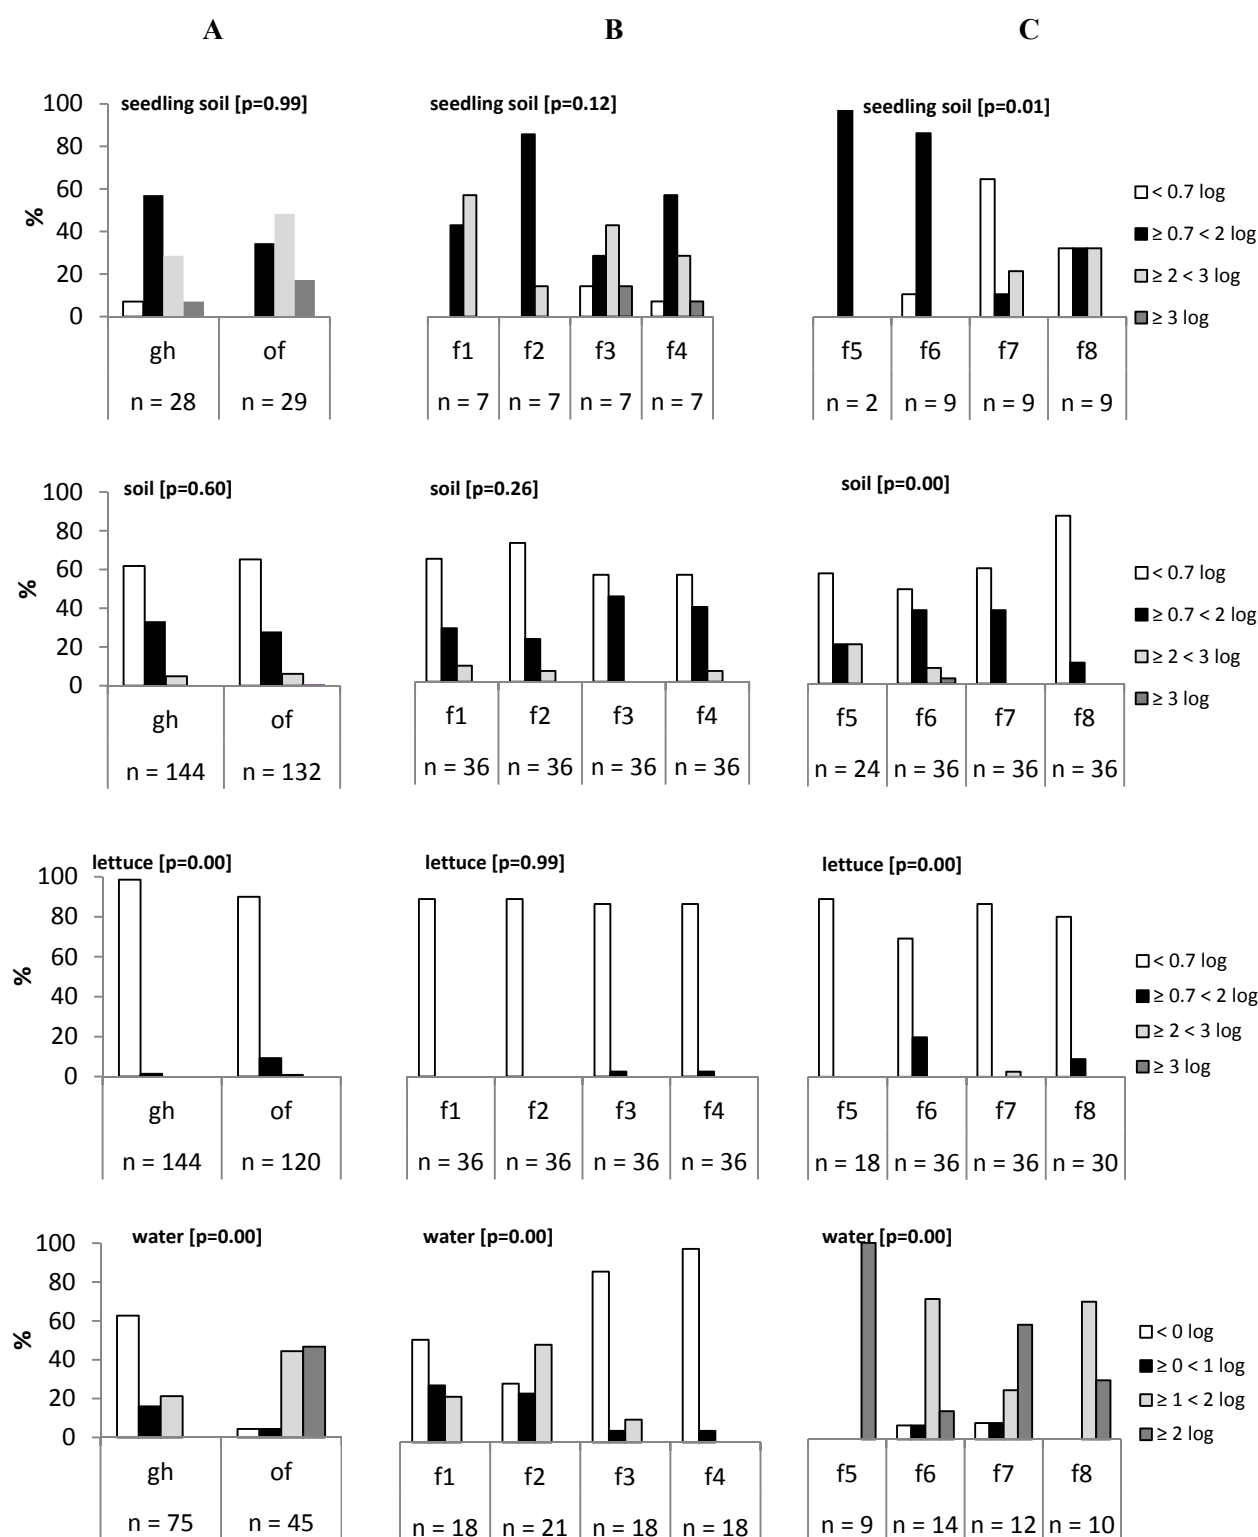 A B C
seedling soil [p=0.99] seedling soil [p=0.12] seedling soil [p=0.01]
100
80
60
40
20
0
%
< 0.7 log
≥ 0.7 < 2 log
≥ 2 < 3 log
≥ 3 log
gh of f1 f2 f3 f4 f5 f6 f7 f8
n = 28 n = 29 n = 7 n = 7 n = 7 n = 7 n = 2 n = 9 n = 9 n = 9
soil [p=0.60] soil [p=0.26] soil [p=0.00]
100
80
60
40
20
0
%
< 0.7 log
≥ 0.7 < 2 log
≥ 2 < 3 log
≥ 3 log
gh of f1 f2 f3 f4 f5 f6 f7 f8
n = 144 n = 132 n = 36 n = 36 n = 36 n = 36 n = 24 n = 36 n = 36 n = 36
lettuce [p=0.00] lettuce [p=0.99] lettuce [p=0.00]
100
80
60
40
20
0
%
< 0.7 log
≥ 0.7 < 2 log
≥ 2 < 3 log
≥ 3 log
gh of f1 f2 f3 f4 f5 f6 f7 f8
n = 144 n = 120 n = 36 n = 36 n = 36 n = 36 n = 18 n = 36 n = 36 n = 30
water [p=0.00] water [p=0.00] water [p=0.00]
100
80
60
40
20
0
%
< 0 log
≥ 0 < 1 log
≥ 1 < 2 log
≥ 2 log
gh of f1 f2 f3 f4 f5 f6 f7 f8
n = 75 n = 45 n = 18 n = 21 n = 18 n = 18 n = 9 n = 14 n = 12 n = 10